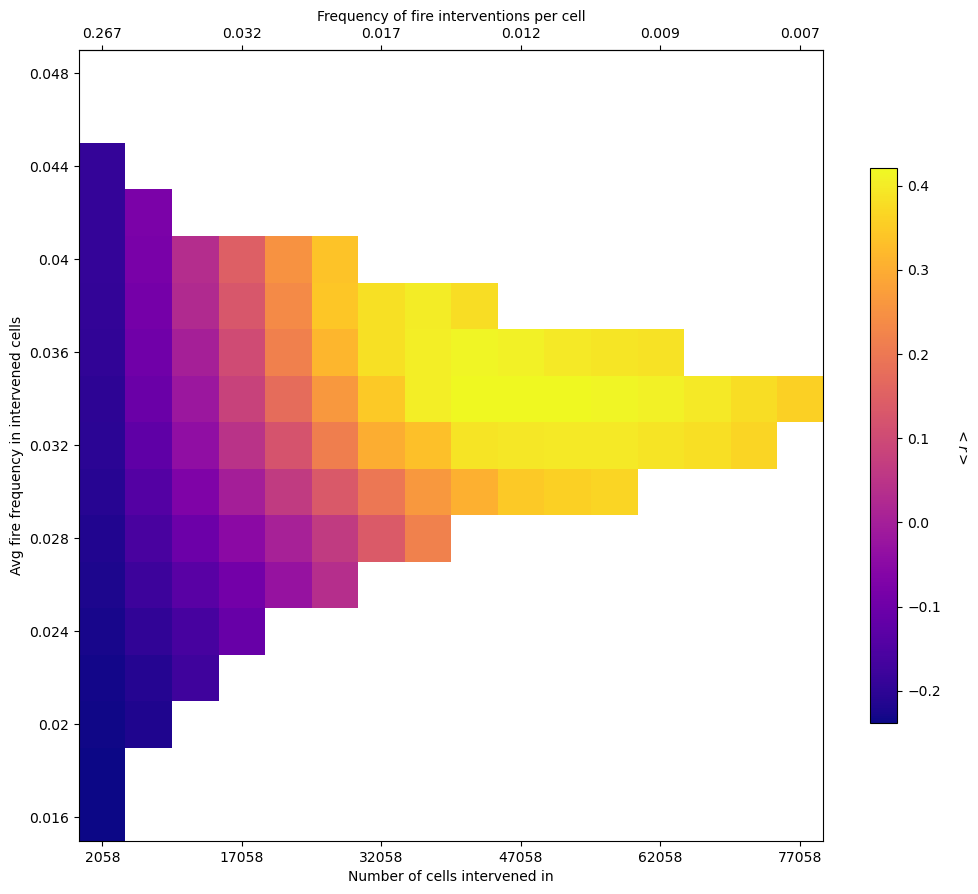 Frequency of fire interventions per cell
0.267 0.032 0.017 0.012 0.009 0.007
Avg fire frequency in intervened cells
0.048
0.044
0.04
0.036
0.032
0.028
0.024
0.02
0.016
2058 17058 32058 47058 62058 77058
Number of cells intervened in
0.4
0.3
0.2
0.1
0.0
−0.1
−0.2
< r >